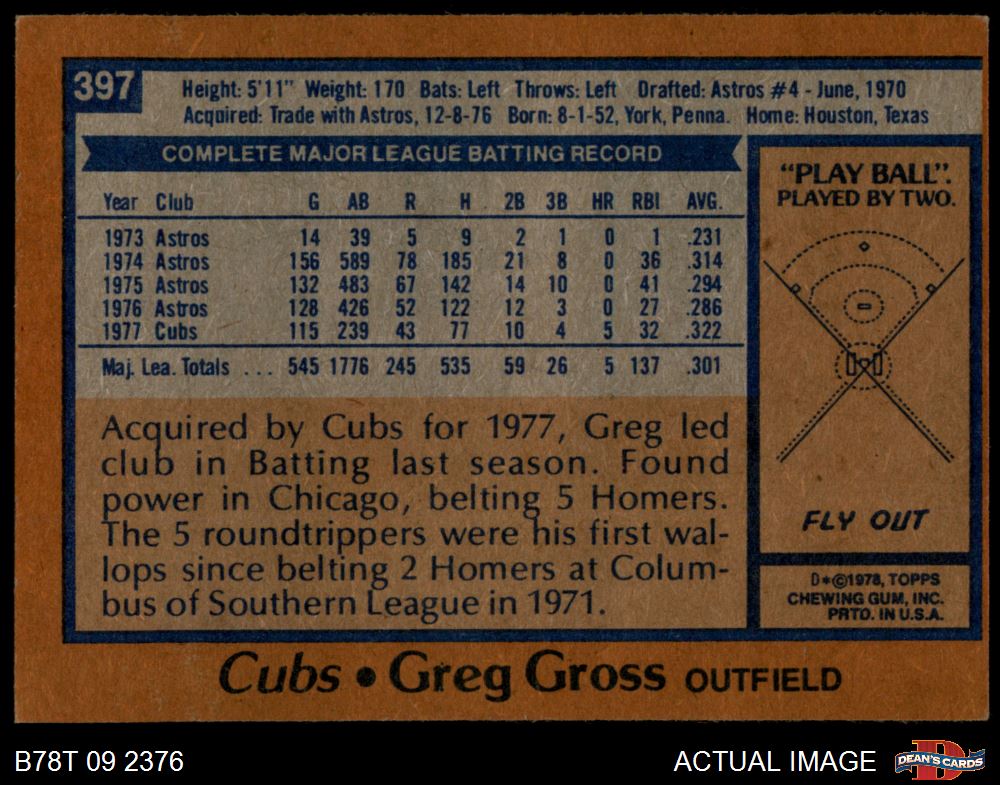 397
Height: 5'11" Weight: 170 Bats: Left Throws: Left Drafted: Astros #4 - June, 1970
Acquired: Trade with Astros, 12-8-76 Born: 8-1-52, York, Penna. Home: Houston, Texas
COMPLETE MAJOR LEAGUE BATTING RECORD
Year Club G AB R H 2B 3B HR RBI AVG.
1973 Astros 14 39 5 9 2 1 0 1 .231
1974 Astros 156 589 78 185 21 8 0 36 .314
1975 Astros 132 483 67 142 14 10 0 41 .294
1976 Astros 128 426 52 122 12 3 0 27 .286
1977 Cubs 115 239 43 77 10 4 5 32 .322
Maj. Lea. Totals ... 545 1776 245 535 59 26 5 137 .301
Acquired by Cubs for 1977, Greg led
club in Batting last season. Found
power in Chicago, belting 5 Homers.
The 5 roundtrippers were his first wal-
lops since belting 2 Homers at Colum-
bus of Southern League in 1971.
"PLAY BALL".
PLAYED BY TWO.
FLY OUT
D*©1978, TOPPS
CHEWING GUM, INC.
PRTD. IN U.S.A.
Cubs • Greg Gross OUTFIELD
B78T 09 2376
ACTUAL IMAGE
D
DEAN'S CARDS